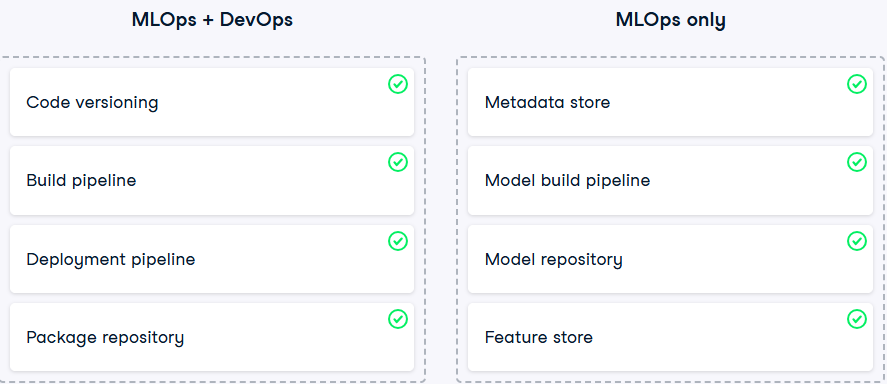 MLOps + DevOps
Code versioning
Build pipeline
Deployment pipeline
Package repository
MLOps only
Metadata store
Model build pipeline
Model repository
Feature store